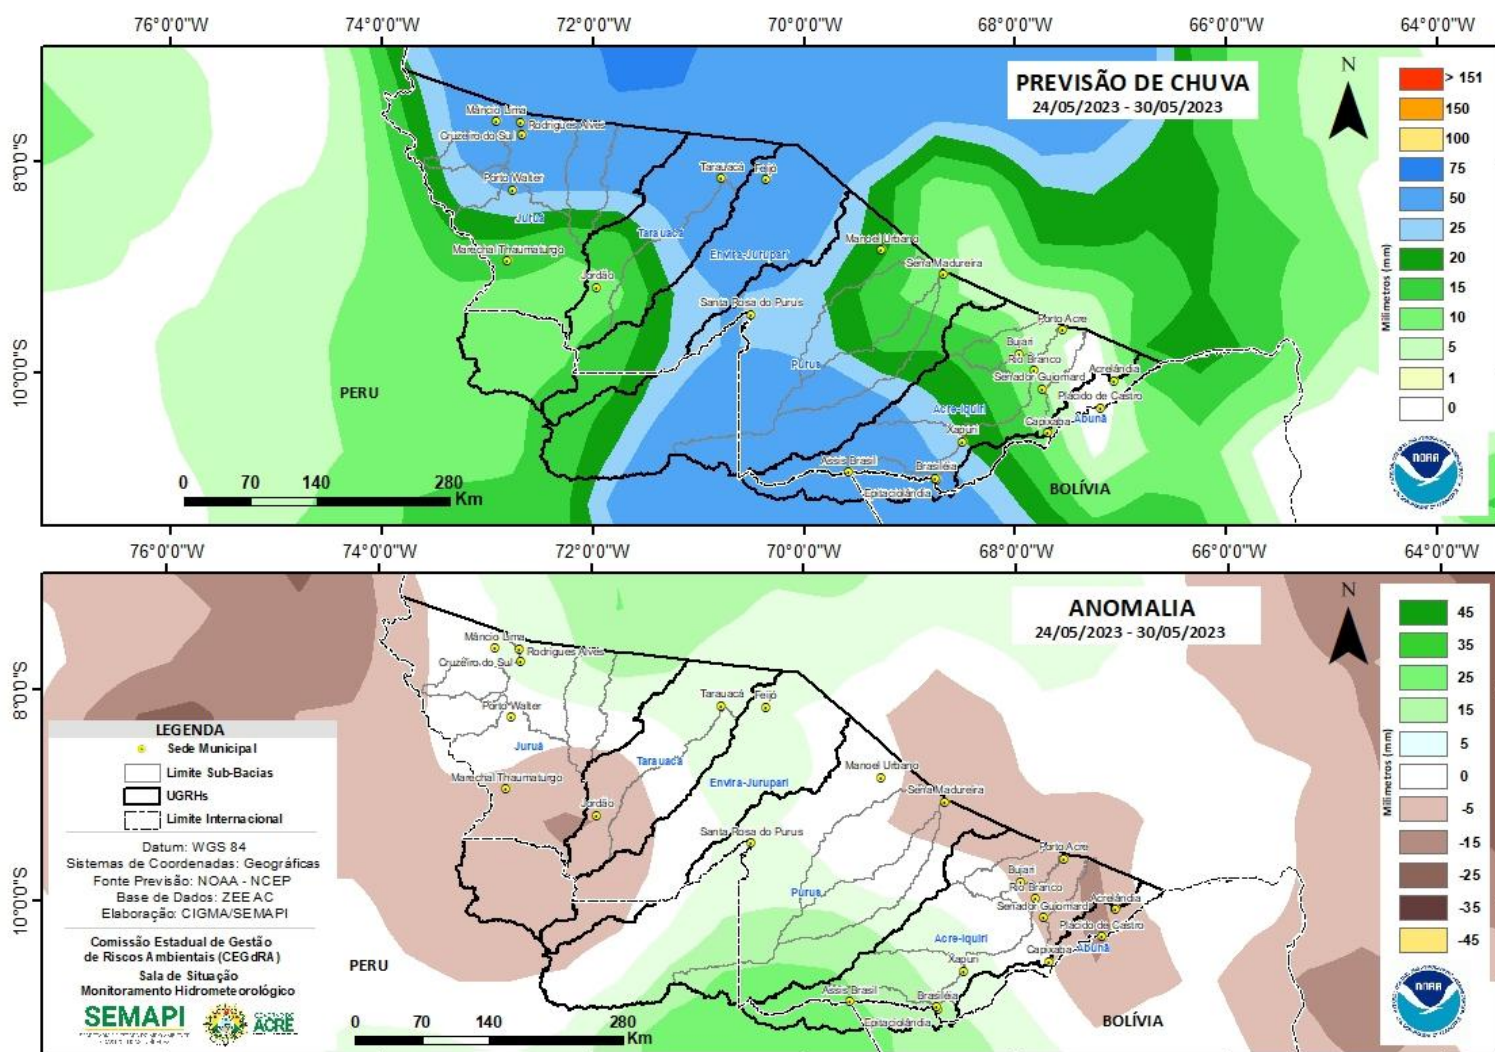 76°0'0"W 74°0'0"W 72°0'0"W 70°0'0"W 68°0'0"W 66°0'0"W 64°0'0"W
PREVISÃO DE CHUVA
24/05/2023 - 30/05/2023
N
8°0'0"S
10°0'0"S
Mâncio Lima
Rodrigues Alves
Cruzeiro do Sul
Porto Walter
Juruá
Tarauacá
Feijó
Tarauacá
Marechal Thaumaturgo
Jordão
Envira-Jurupari
Manoel Urbano
Sena Madureira
Santa Rosa do Purus
Porto Acre
Bujari
Rio Branco
Senador Guiomard
Acrelândia
Plácido de Castro
Purus
Acre-Iquiri
Abunã
Capixaba
Xapuri
Assis Brasil
Brasiléia
Epitaciolândia
PERU
BOLÍVIA
0 70 140 280
Km
Milímetros (mm)
> 151
150
100
75
50
25
20
15
10
5
1
0
NOAA
76°0'0"W 74°0'0"W 72°0'0"W 70°0'0"W 68°0'0"W 66°0'0"W 64°0'0"W
ANOMALIA
24/05/2023 - 30/05/2023
N
8°0'0"S
10°0'0"S
Mâncio Lima
Rodrigues Alves
Cruzeiro do Sul
Porto Walter
Juruá
Tarauacá
Feijó
Tarauacá
Marechal Thaumaturgo
Jordão
Envira-Jurupari
Manoel Urbano
Sena Madureira
Santa Rosa do Purus
Porto Acre
Bujari
Rio Branco
Senador Guiomard
Acrelândia
Plácido de Castro
Purus
Acre-Iquiri
Abunã
Capixaba
Xapuri
Assis Brasil
Brasiléia
Epitaciolândia
PERU
BOLÍVIA
0 70 140 280
Km
Milímetros (mm)
45
35
25
15
5
0
-5
-15
-25
-35
-45
NOAA
LEGENDA
Sede Municipal
Limite Sub-Bacias
UGRHs
Limite Internacional
Datum: WGS 84
Sistemas de Coordenadas: Geográficas
Fonte Previsão: NOAA - NCEP
Base de Dados: ZEE AC
Elaboração: CIGMA/SEMAPI
Comissão Estadual de Gestão
de Riscos Ambientais (CEGdRA)
Sala de Situação
Monitoramento Hidrometeorológico
SEMAPI
ACRE